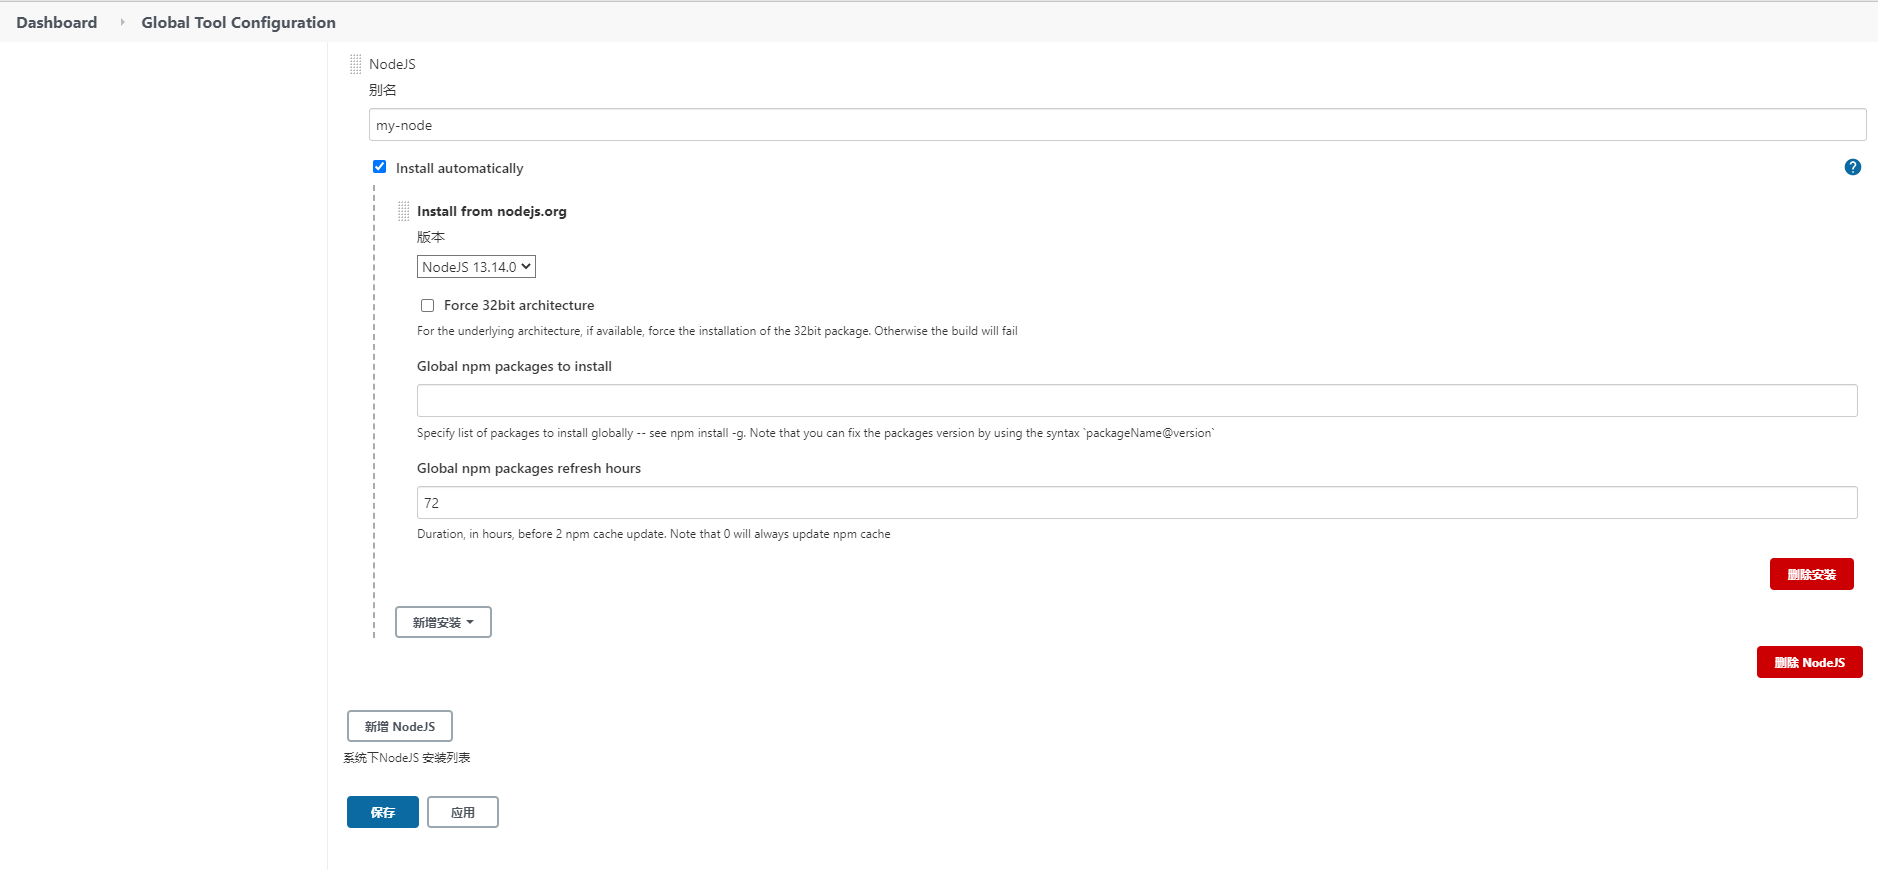 Dashboard
Global Tool Configuration
NodeJS
别名
my-node
Install automatically
?
Install from nodejs.org
版本
NodeJS 13.14.0
Force 32bit architecture
For the underlying architecture, if available, force the installation of the 32bit package. Otherwise the build will fail
Global npm packages to install
Specify list of packages to install globally -- see npm install -g. Note that you can fix the packages version by using the syntax `packageName@version`
Global npm packages refresh hours
72
Duration, in hours, before 2 npm cache update. Note that 0 will always update npm cache
删除安装
新增安装
删除 NodeJS
新增 NodeJS
系统下NodeJS 安装列表
保存
应用